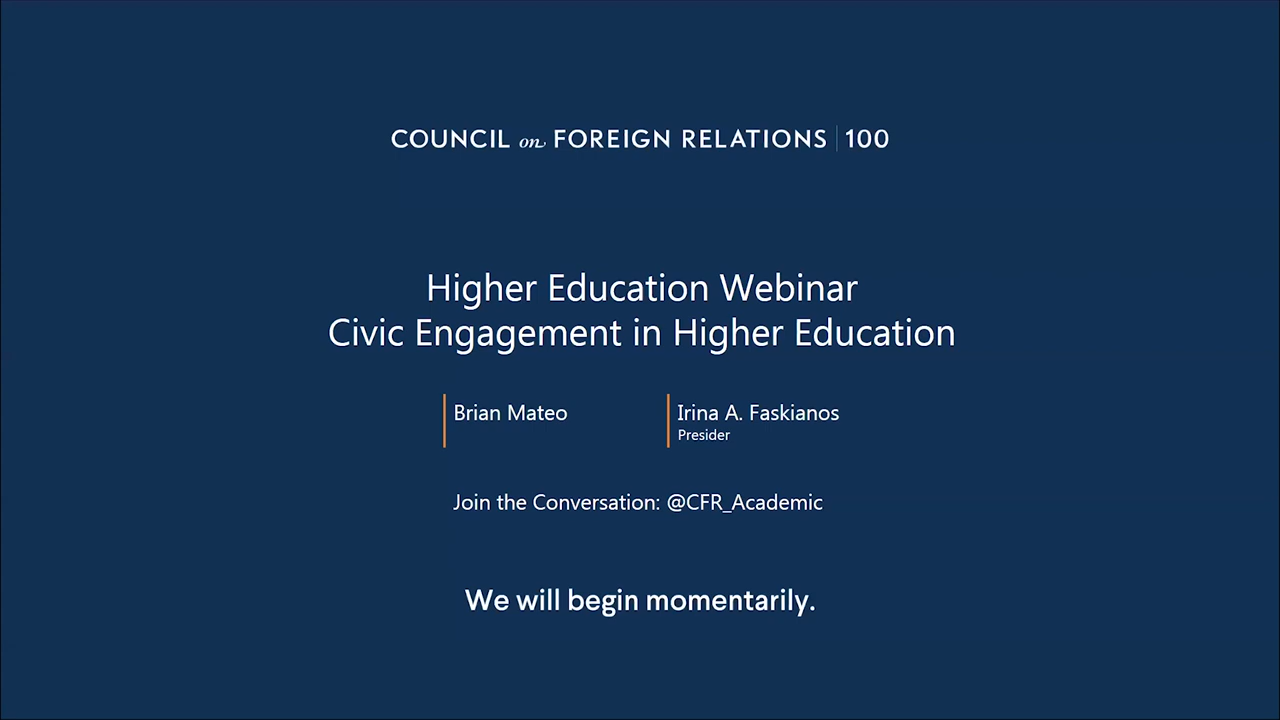 COUNCIL on FOREIGN RELATIONS | 100
Higher Education Webinar
Civic Engagement in Higher Education
Brian Mateo
Irina A. Faskianos
Presider
Join the Conversation: @CFR_Academic
We will begin momentarily.